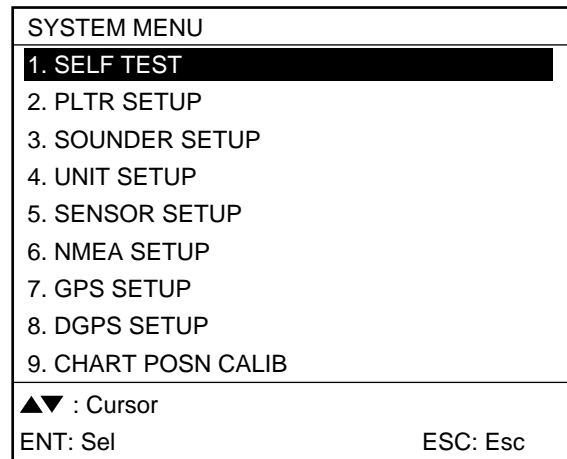 SYSTEM MENU
1. SELF TEST
2. PLTR SETUP
3. SOUNDER SETUP
4. UNIT SETUP
5. SENSOR SETUP
6. NMEA SETUP
7. GPS SETUP
8. DGPS SETUP
9. CHART POSN CALIB
▲▼ : Cursor
ENT: Sel ESC: Esc